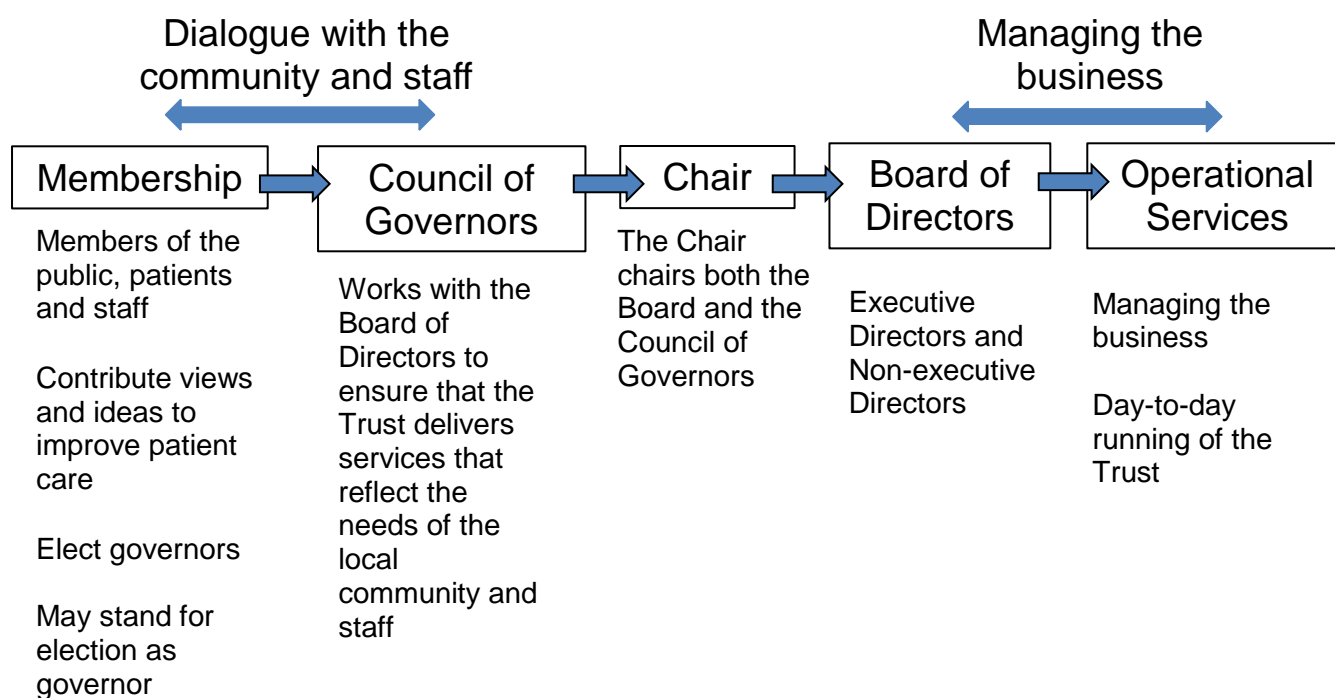 Dialogue with the
community and staff
Managing the
business
Membership
Council of
Governors
Chair
Board of
Directors
Operational
Services
Members of the
public, patients
and staff
Contribute views
and ideas to
improve patient
care
Elect governors
May stand for
election as
governor
Works with the
Board of
Directors to
ensure that the
Trust delivers
services that
reflect the
needs of the
local
community and
staff
The Chair
chairs both the
Board and the
Council of
Governors
Executive
Directors and
Non-executive
Directors
Managing the
business
Day-to-day
running of the
Trust